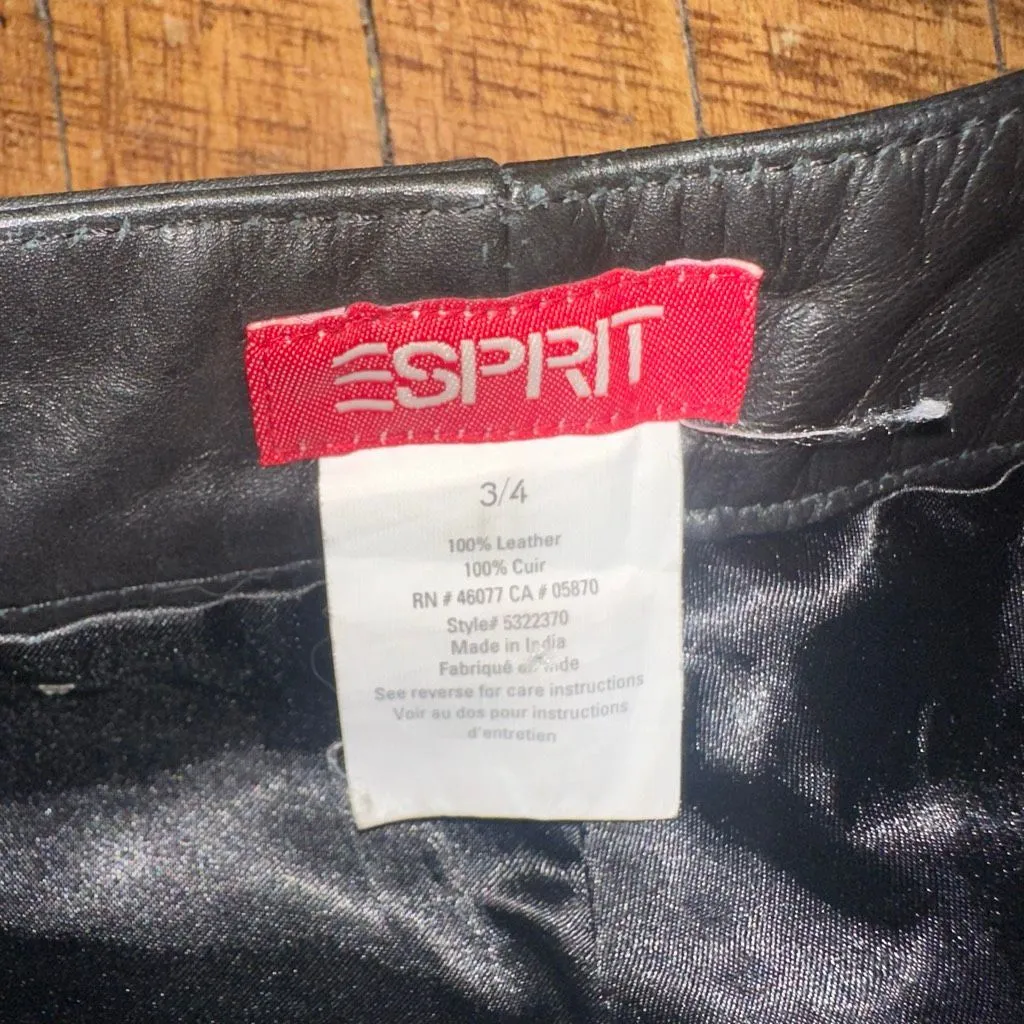 ESPRIT
3/4
100% Leather
100% Cuir
RN # 46077 CA # 05870
Style# 5322370
Made in India
Fabriqué
See reverse for care instructions
Voir au dos pour instructions
d'entretien